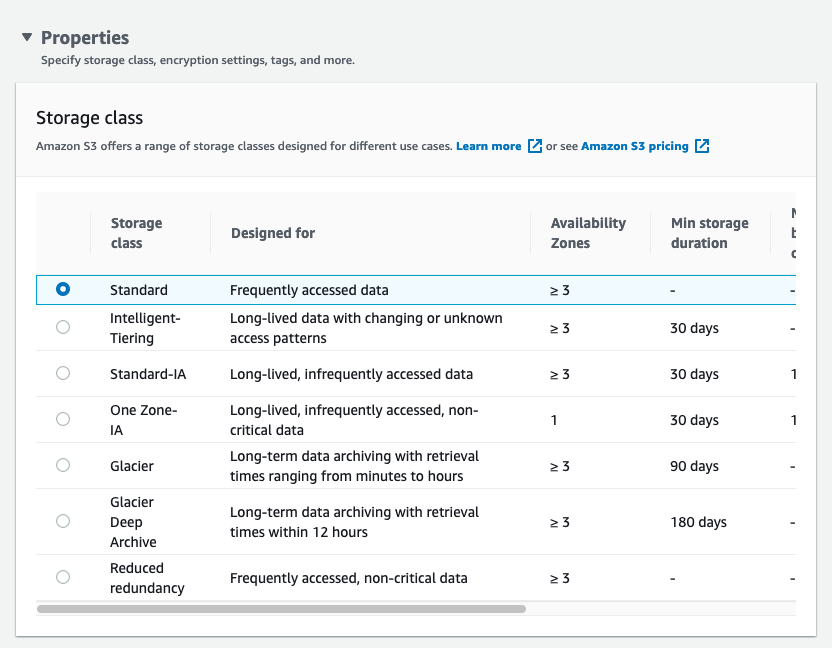 Properties
Specify storage class, encryption settings, tags, and more.
Storage class
Amazon S3 offers a range of storage classes designed for different use cases. Learn more or see Amazon S3 pricing
Storage class
Designed for
Availability Zones
Min storage duration
Standard
Frequently accessed data
≥ 3
-
-
Intelligent-Tiering
Long-lived data with changing or unknown
access patterns
≥ 3
30 days
-
Standard-IA
Long-lived, infrequently accessed data
≥ 3
30 days
1
One Zone-
IA
Long-lived, infrequently accessed, non-
critical data
1
30 days
1
Glacier
Long-term data archiving with retrieval
times ranging from minutes to hours
≥ 3
90 days
-
Glacier
Deep
Archive
Long-term data archiving with retrieval
times within 12 hours
≥ 3
180 days
-
Reduced
redundancy
Frequently accessed, non-critical data
≥ 3
-
-